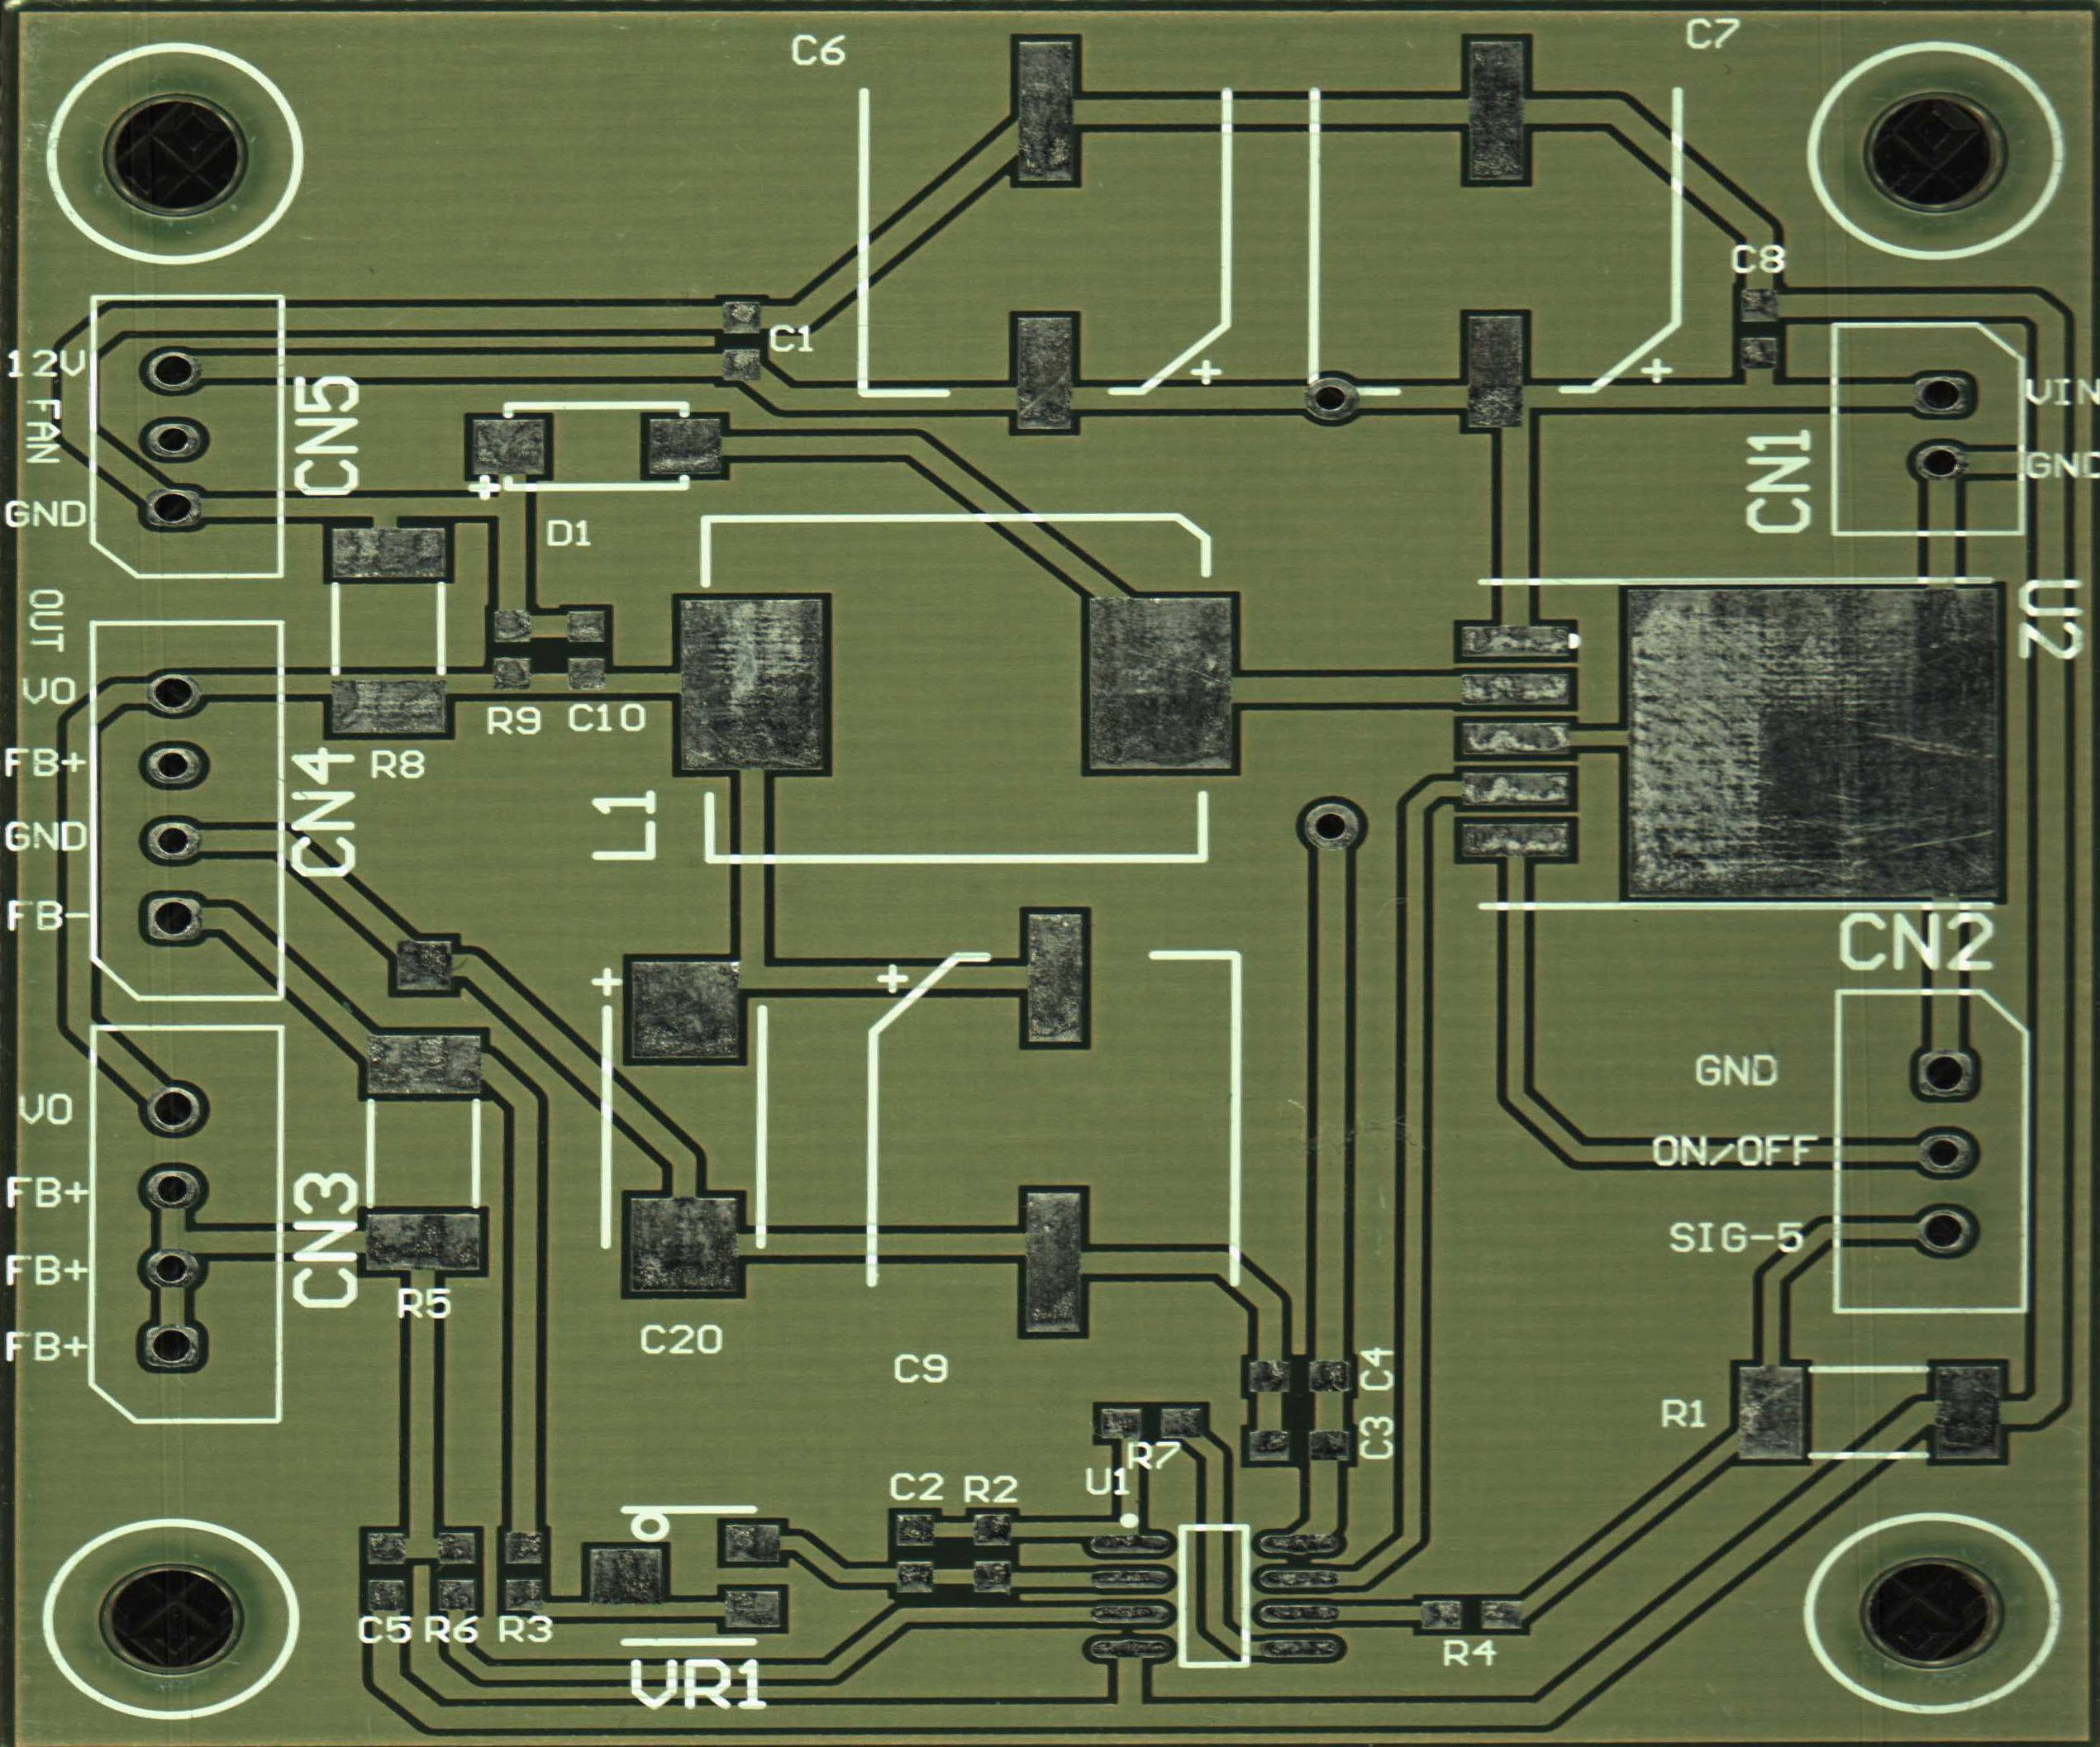 C6
C7
C8
C1
12V
FAN
GND
CN5
VIN
GND
CN1
D1
OUT
U2
VO
FB+
GND
FB-
CN4
R8
R9
C10
L1
CN2
GND
ON/OFF
SIG-5
VO
FB+
FB+
FB+
CN3
R5
C20
C9
C4
C3
R1
R7
U1
C2
R2
C5
R6
R3
VR1
R4